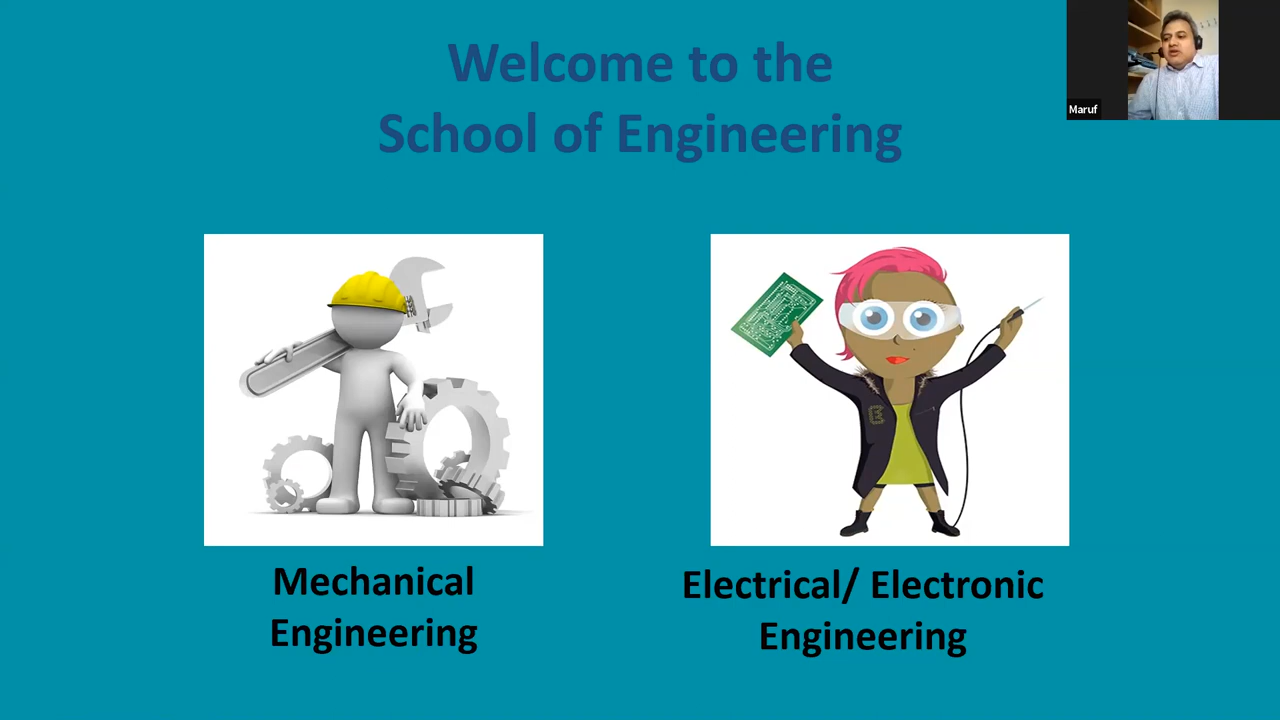 Welcome to the
School of Engineering
Maruf
Mechanical
Engineering
Electrical/ Electronic
Engineering